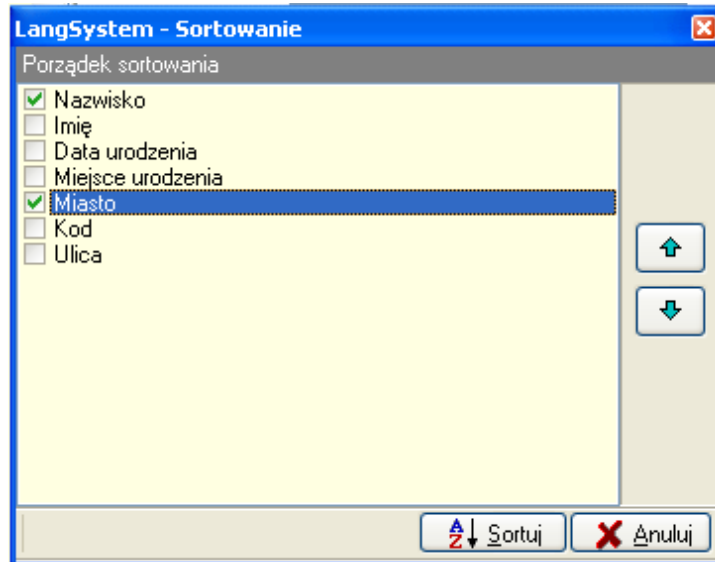 LangSystem - Sortowanie
Porządek sortowania
Nazwisko
Imię
Data urodzenia
Miejsce urodzenia
Miasto
Kod
Ulica
Sortuj
Anuluj